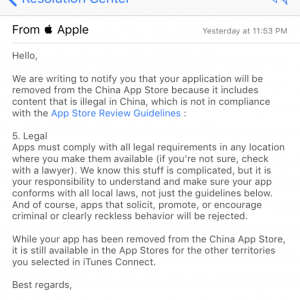 Resolution Center
From Apple
Yesterday at 11:53 PM
Hello,
We are writing to notify you that your application will be
removed from the China App Store because it includes
content that is illegal in China, which is not in compliance
with the App Store Review Guidelines :
5. Legal
Apps must comply with all legal requirements in any location
where you make them available (if you're not sure, check
with a lawyer). We know this stuff is complicated, but it is
your responsibility to understand and make sure your app
conforms with all local laws, not just the guidelines below.
And of course, apps that solicit, promote, or encourage
criminal or clearly reckless behavior will be rejected.
While your app has been removed from the China App Store,
it is still available in the App Stores for the other territories
you selected in iTunes Connect.
Best regards,